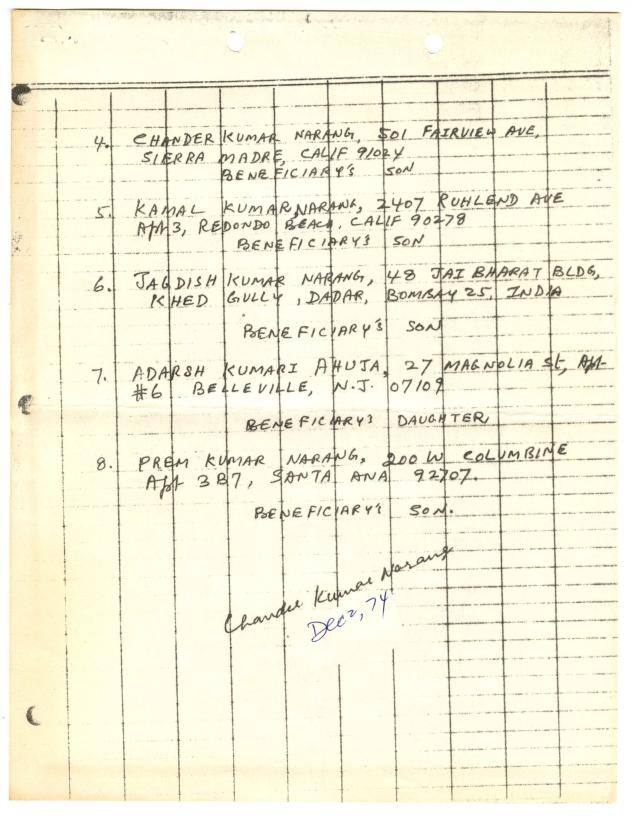 4. CHANDER KUMAR NARANG, 501 FAIRVIEW AVE,
SIERRA MADRE, CALIF 91024
BENEFICIARY'S SON
5. KAMAL KUMAR NARANG, 2407 RUHLEND AVE
Apt 3, REDONDO BEACH, CALIF 90278
BENEFICIARY'S SON
6. JAGDISH KUMAR NARANG, 48 JAI BHARAT BLDG,
KHED GULLY, DADAR, BOMBAY 25, INDIA
BENEFICIARY'S SON
7. ADARSH KUMARI AHUJA, 27 MAGNOLIA St, Apt
#6 BELLEVILLE, N.J. 07109
BENEFICIARY'S DAUGHTER
8. PREM KUMAR NARANG, 200 W COLUMBINE
Apt 3B7, SANTA ANA 92707.
BENEFICIARY'S SON.
Chander Kumar Narang
Dec 2, 74